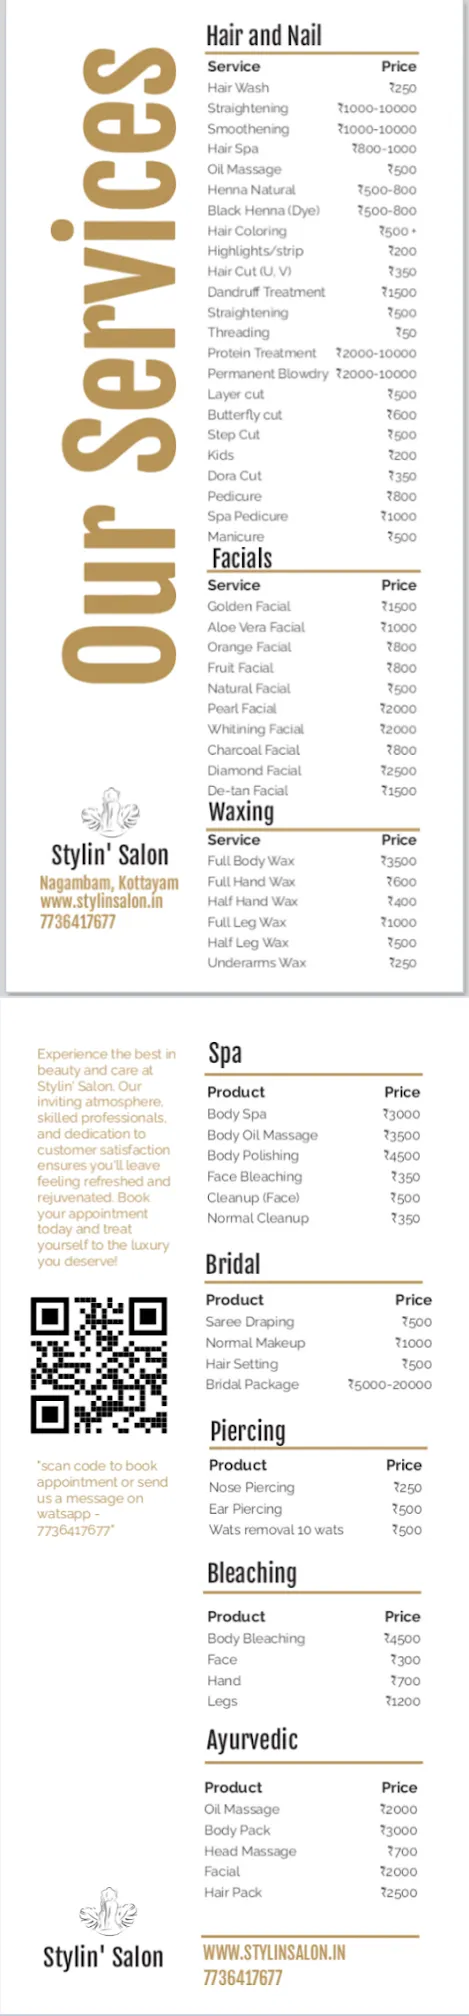 Our Services
Hair and Nail
Service Price
Hair Wash ₹250
Straightening ₹1000-10000
Smoothening ₹1000-10000
Hair Spa ₹800-1000
Oil Massage ₹500
Henna Natural ₹500-800
Black Henna (Dye) ₹500-800
Hair Coloring ₹500 +
Highlights/strip ₹200
Hair Cut (U, V) ₹350
Dandruff Treatment ₹1500
Straightening ₹500
Threading ₹50
Protein Treatment ₹2000-10000
Permanent Blowdry ₹2000-10000
Layer cut ₹500
Butterfly cut ₹600
Step Cut ₹500
Kids ₹200
Dora Cut ₹350
Pedicure ₹800
Spa Pedicure ₹1000
Manicure ₹500
Facials
Service Price
Golden Facial ₹1500
Aloe Vera Facial ₹1000
Orange Facial ₹800
Fruit Facial ₹800
Natural Facial ₹500
Pearl Facial ₹2000
Whitining Facial ₹2000
Charcoal Facial ₹800
Diamond Facial ₹2500
De-tan Facial ₹1500
Waxing
Service Price
Full Body Wax ₹3500
Full Hand Wax ₹600
Half Hand Wax ₹400
Full Leg Wax ₹1000
Half Leg Wax ₹500
Underarms Wax ₹250
Stylin' Salon
Nagambam, Kottayam
www.stylinsalon.in
7736417677
Experience the best in
beauty and care at
Stylin' Salon. Our
inviting atmosphere,
skilled professionals,
and dedication to
customer satisfaction
ensures you'll leave
feeling refreshed and
rejuvenated. Book
your appointment
today and treat
yourself to the luxury
you deserve!
"scan code to book
appointment or send
us a message on
watsapp -
7736417677"
Spa
Product Price
Body Spa ₹3000
Body Oil Massage ₹3500
Body Polishing ₹4500
Face Bleaching ₹350
Cleanup (Face) ₹500
Normal Cleanup ₹350
Bridal
Product Price
Saree Draping ₹500
Normal Makeup ₹1000
Hair Setting ₹500
Bridal Package ₹5000-20000
Piercing
Product Price
Nose Piercing ₹250
Ear Piercing ₹500
Wats removal 10 wats ₹500
Bleaching
Product Price
Body Bleaching ₹4500
Face ₹300
Hand ₹700
Legs ₹1200
Ayurvedic
Product Price
Oil Massage ₹2000
Body Pack ₹3000
Head Massage ₹700
Facial ₹2000
Hair Pack ₹2500
Stylin' Salon
WWW.STYLINSALON.IN
7736417677